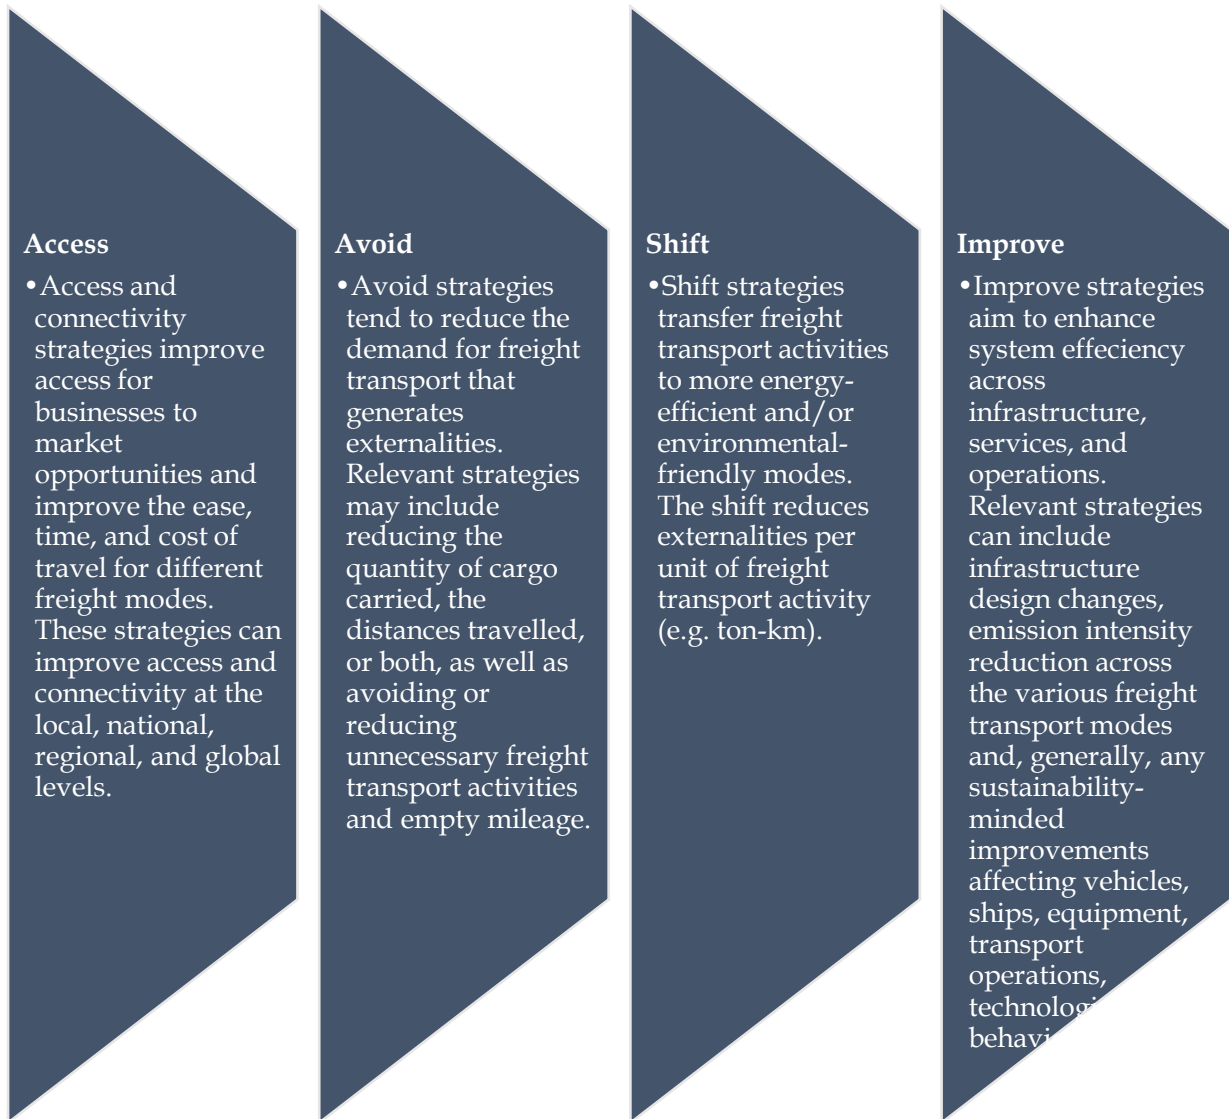 Access
•Access and
connectivity
strategies improve
access for
businesses to
market
opportunities and
improve the ease,
time, and cost of
travel for different
freight modes.
These strategies can
improve access and
connectivity at the
local, national,
regional, and global
levels.
Avoid
•Avoid strategies
tend to reduce the
demand for freight
transport that
generates
externalities.
Relevant strategies
may include
reducing the
quantity of cargo
carried, the
distances travelled,
or both, as well as
avoiding or
reducing
unnecessary freight
transport activities
and empty mileage.
Shift
•Shift strategies
transfer freight
transport activities
to more energy-
efficient and/or
environmental-
friendly modes.
The shift reduces
externalities per
unit of freight
transport activity
(e.g. ton-km).
Improve
•Improve strategies
aim to enhance
system effeciency
across
infrastructure,
services, and
operations.
Relevant strategies
can include
infrastructure
design changes,
emission intensity
reduction across
the various freight
transport modes
and, generally, any
sustainability-
minded
improvements
affecting vehicles,
ships, equipment,
transport
operations,